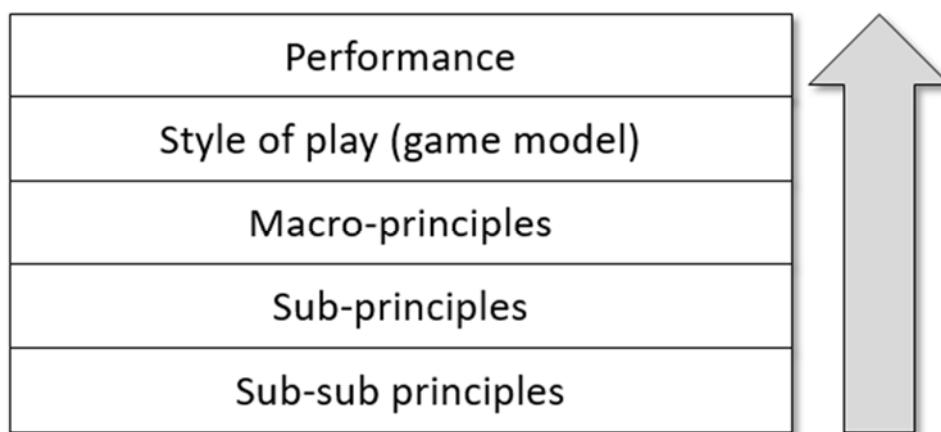 Performance
Style of play (game model)
Macro-principles
Sub-principles
Sub-sub principles